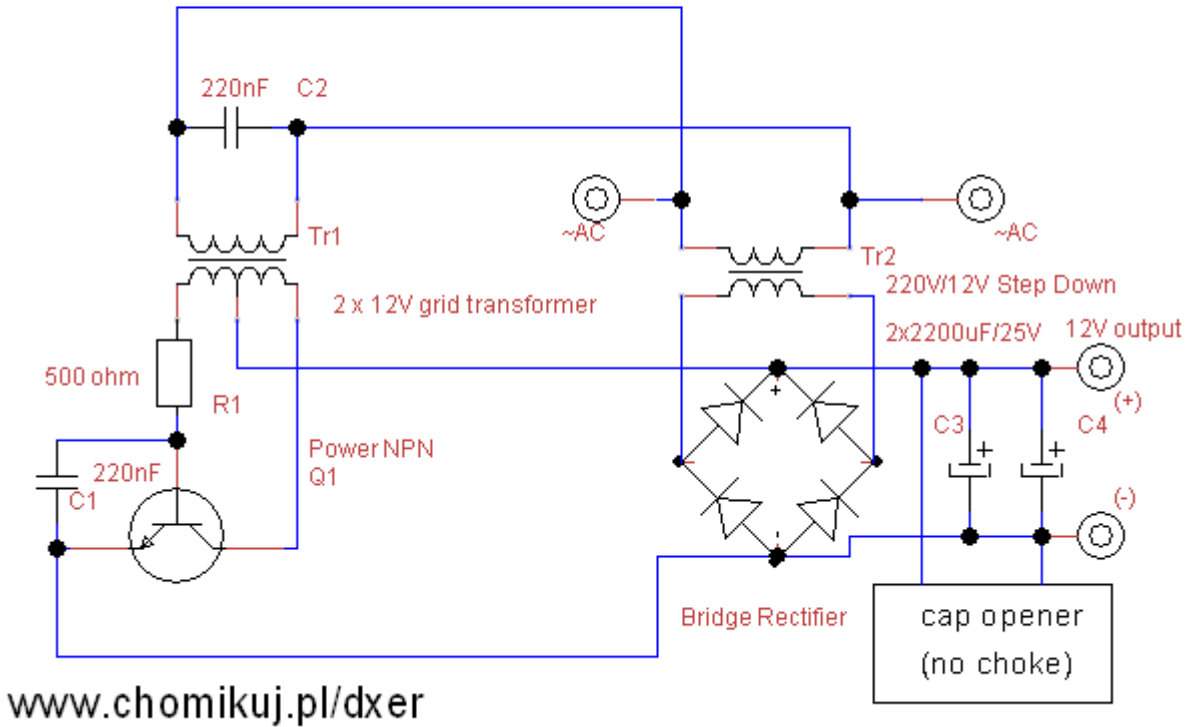 220nF C2
Tr1
~AC
~AC
Tr2
2 x 12V grid transformer
220V/12V Step Down
2x2200uF/25V
12V output
500 ohm
R1
+
(+)
Power NPN
Q1
C3
C4
220nF
C1
+
+
-
(-)
Bridge Rectifier
cap opener
(no choke)
www.chomikuj.pl/dxer